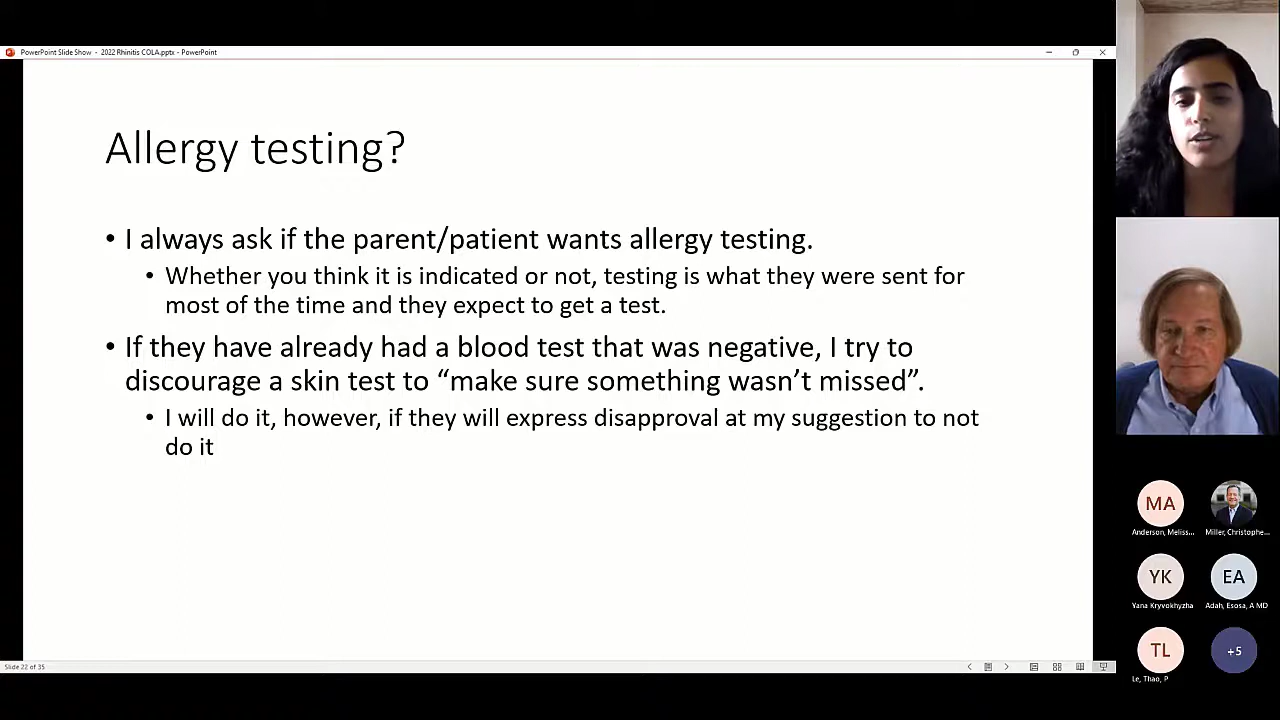 PowerPoint Slide Show - 2022 Rhinitis COLA.pptx - PowerPoint
Allergy testing?
• I always ask if the parent/patient wants allergy testing.
• Whether you think it is indicated or not, testing is what they were sent for
most of the time and they expect to get a test.
• If they have already had a blood test that was negative, I try to
discourage a skin test to “make sure something wasn’t missed”.
• I will do it, however, if they will express disapproval at my suggestion to not
do it
Slide 22 of 35
MA
Anderson, Meliss...
Miller, Christophe...
YK
Yana Kryvokhyzha
EA
Adah, Esosa, A MD
TL
Le, Thao, P
+5